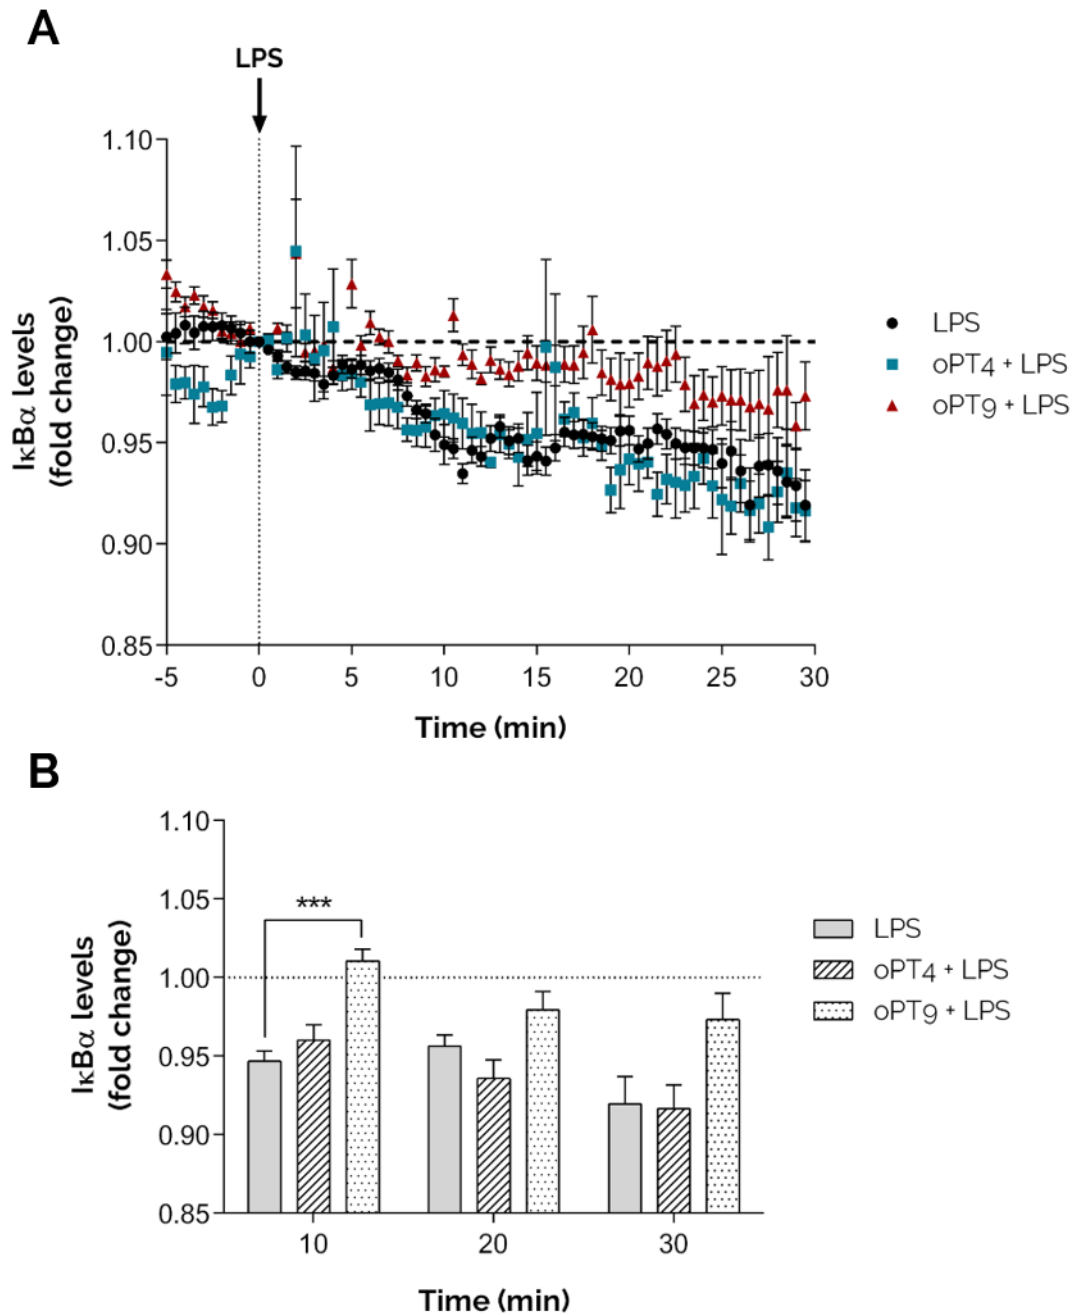 A
LPS
1.10
1.05
1.00
0.95
0.90
0.85
IκBα levels
(fold change)
-5 0 5 10 15 20 25 30
Time (min)
LPS
oPT4 + LPS
oPT9 + LPS
B
1.10
1.05
1.00
0.95
0.90
0.85
IκBα levels
(fold change)
***
10 20 30
Time (min)
LPS
oPT4 + LPS
oPT9 + LPS